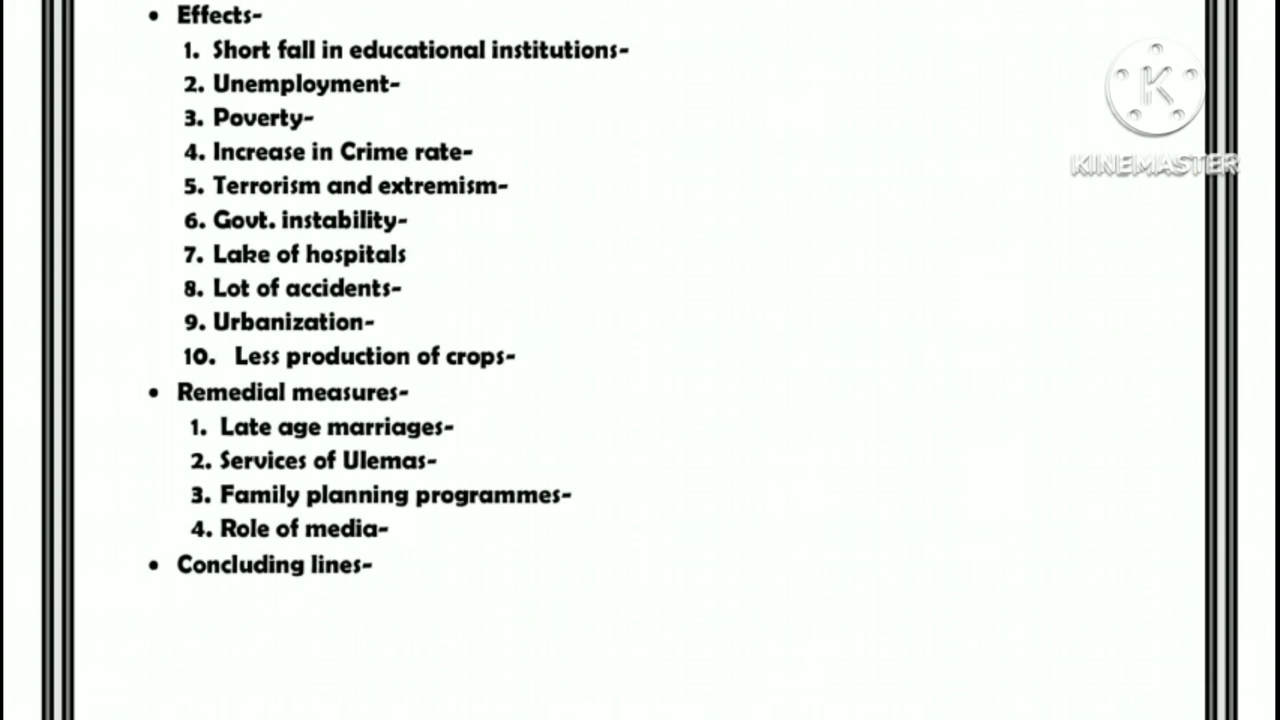 • Effects-
1. Short fall in educational institutions-
2. Unemployment-
3. Poverty-
4. Increase in Crime rate-
5. Terrorism and extremism-
6. Govt. instability-
7. Lake of hospitals
8. Lot of accidents-
9. Urbanization-
10. Less production of crops-
• Remedial measures-
1. Late age marriages-
2. Services of Ulemas-
3. Family planning programmes-
4. Role of media-
• Concluding lines-
K
KINEMASTER